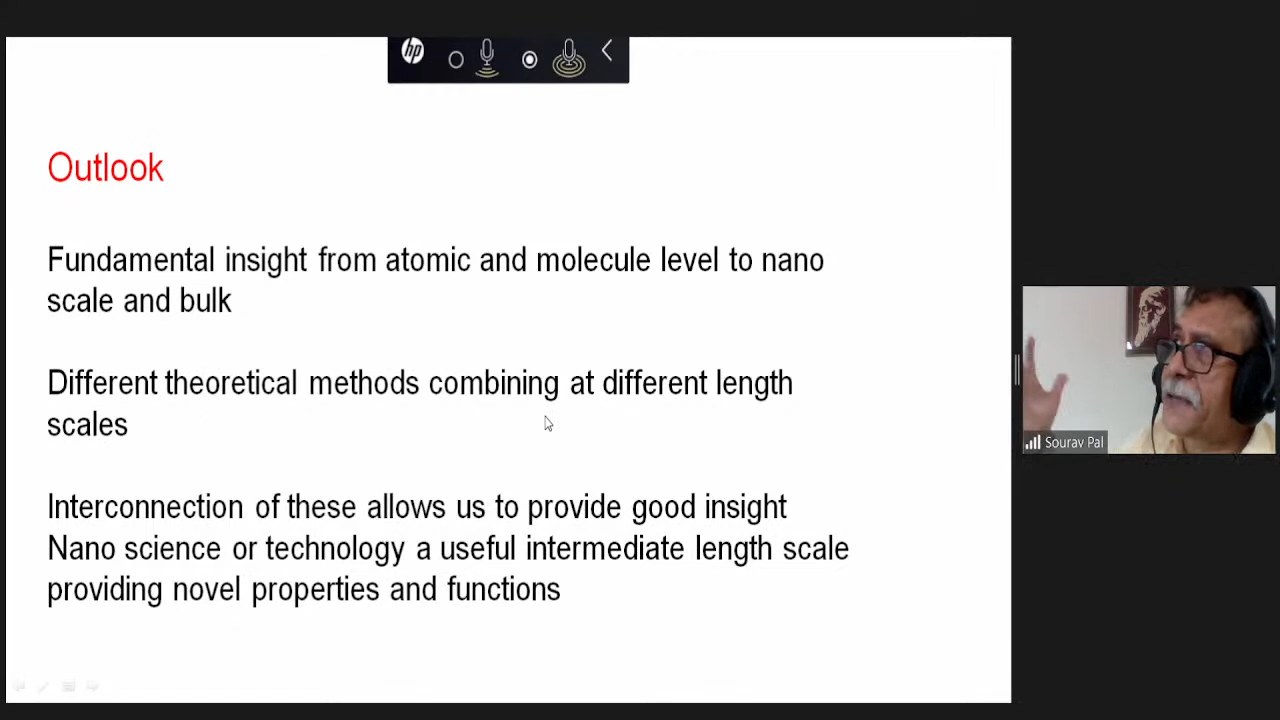 hp
Outlook
Fundamental insight from atomic and molecule level to nano
scale and bulk
Different theoretical methods combining at different length
scales
Interconnection of these allows us to provide good insight
Nano science or technology a useful intermediate length scale
providing novel properties and functions
Sourav Pal